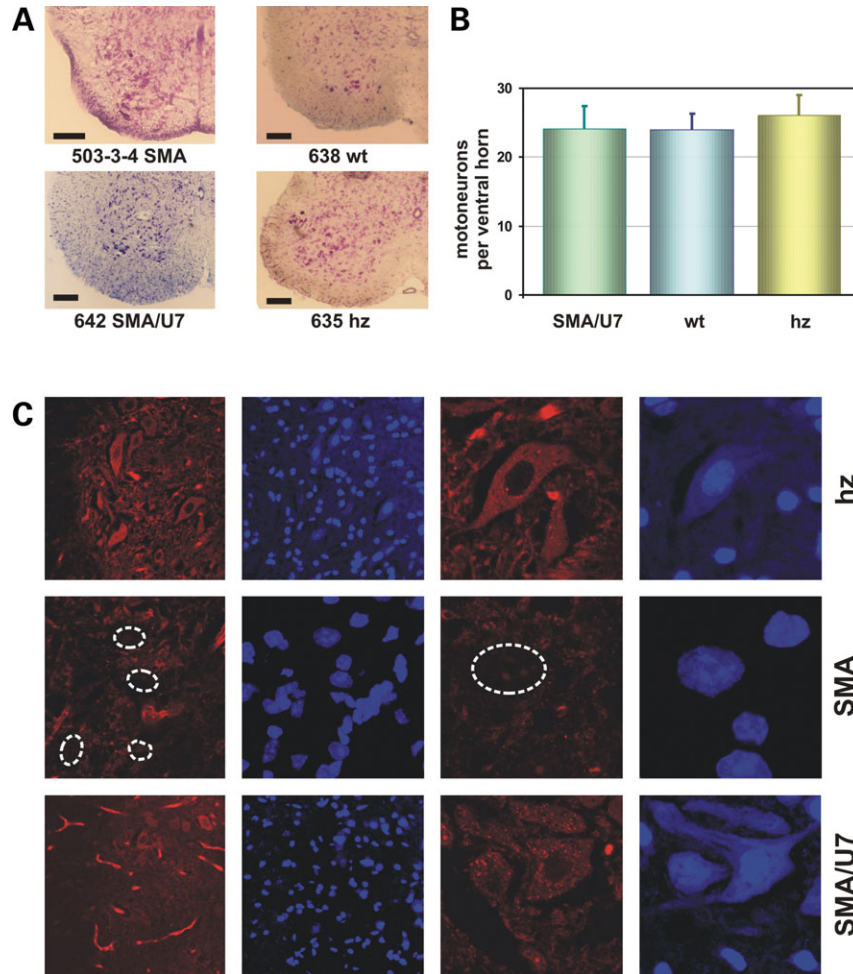 A
503-3-4 SMA
638 wt
642 SMA/U7
635 hz
B
motoneurons
per ventral horn
30
20
10
0
SMA/U7
wt
hz
C
hz
SMA
SMA/U7